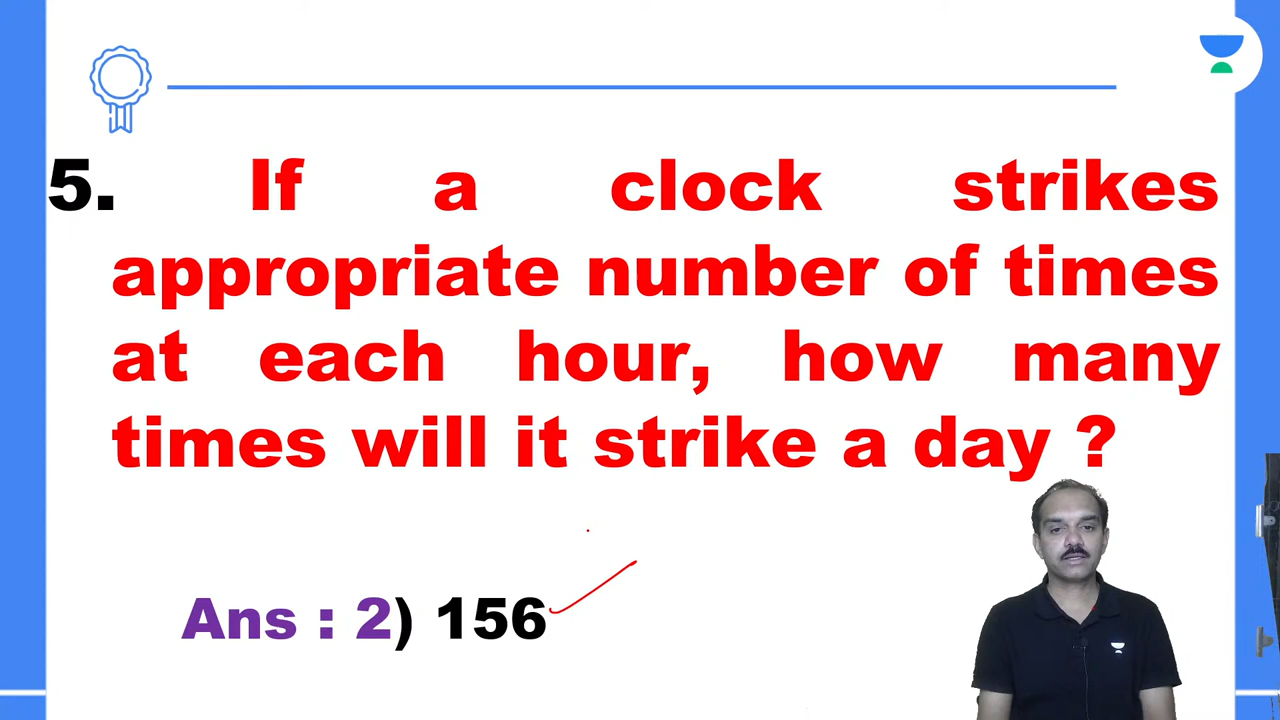 5. If a clock strikes
appropriate number of times
at each hour, how many
times will it strike a day ?
Ans : 2) 156